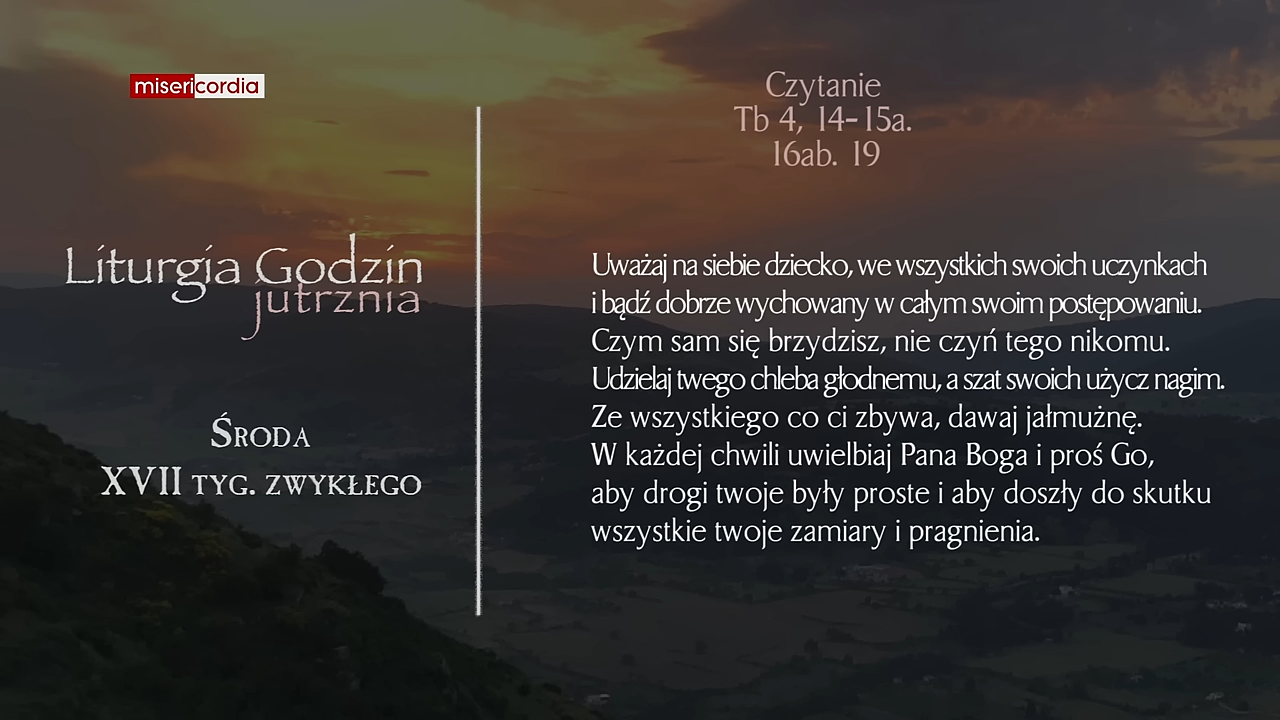 misericordia
Liturgia Godzin
jutrznia
Środa
XVII tyg. zwykłego
Czytanie
Tb 4, 14-15a.
16ab. 19
Uważaj na siebie dziecko, we wszystkich swoich uczynkach
i bądź dobrze wychowany w całym swoim postępowaniu.
Czym sam się brzydzisz, nie czyń tego nikomu.
Udzielaj twego chleba głodnemu, a szat swoich użycz nagim.
Ze wszystkiego co ci zbywa, dawaj jałmużnę.
W każdej chwili uwielbiaj Pana Boga i proś Go,
aby drogi twoje były proste i aby doszły do skutku
wszystkie twoje zamiary i pragnienia.